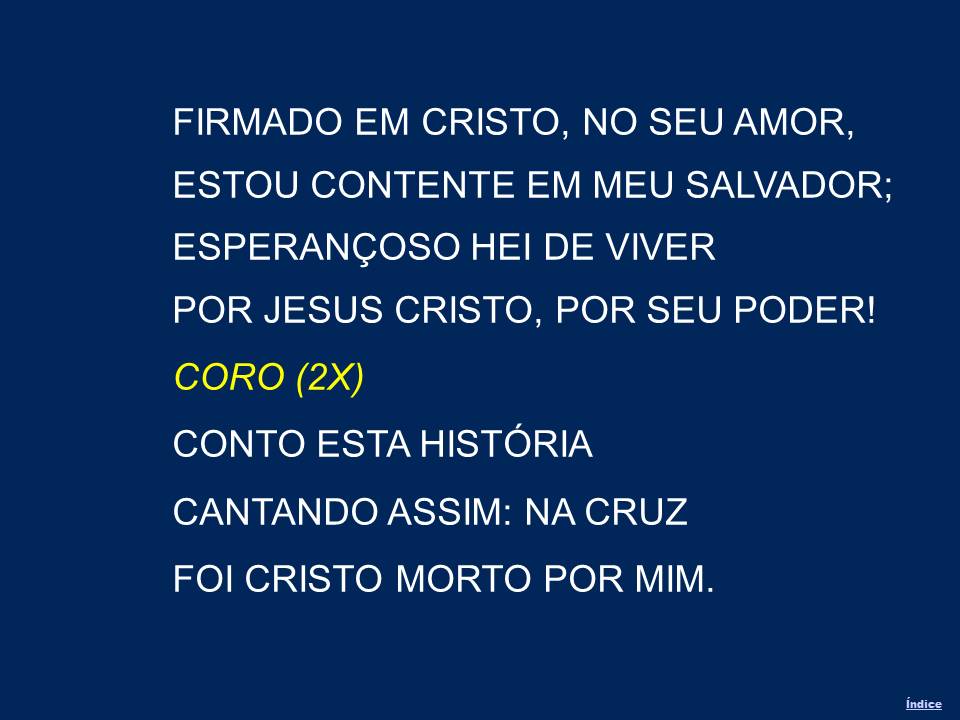 FIRMADO EM CRISTO, NO SEU AMOR,
ESTOU CONTENTE EM MEU SALVADOR;
ESPERANÇOSO HEI DE VIVER
POR JESUS CRISTO, POR SEU PODER!
CORO (2X)
CONTO ESTA HISTÓRIA
CANTANDO ASSIM: NA CRUZ
FOI CRISTO MORTO POR MIM.
Índice